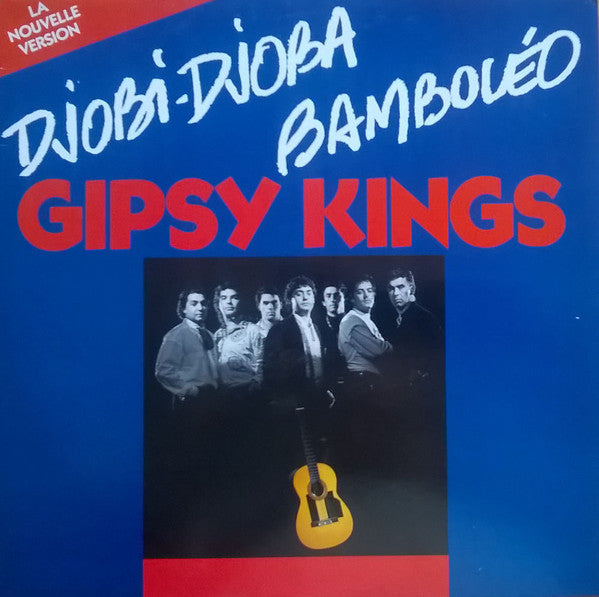 LA
NOUVELLE
VERSION
DJOBI-DJOBA
BAMBOLÉO
GIPSY KINGS